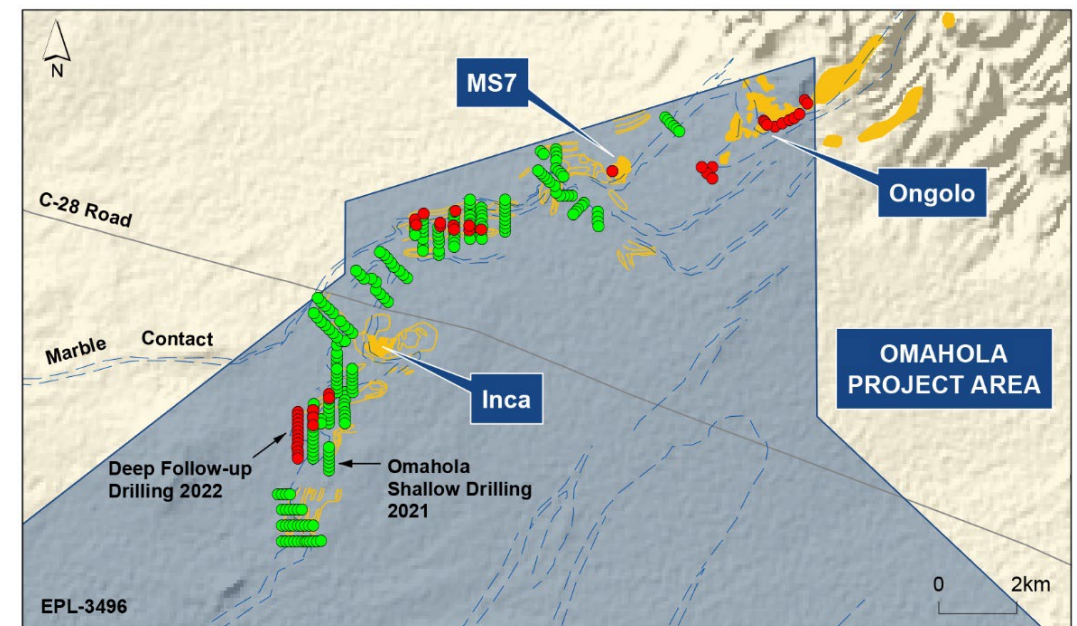 N
MS7
Ongolo
C-28 Road
Marble Contact
OMAHOLA
PROJECT AREA
Inca
Deep Follow-up
Drilling 2022
Omahola
Shallow Drilling
2021
0 2km
EPL-3496